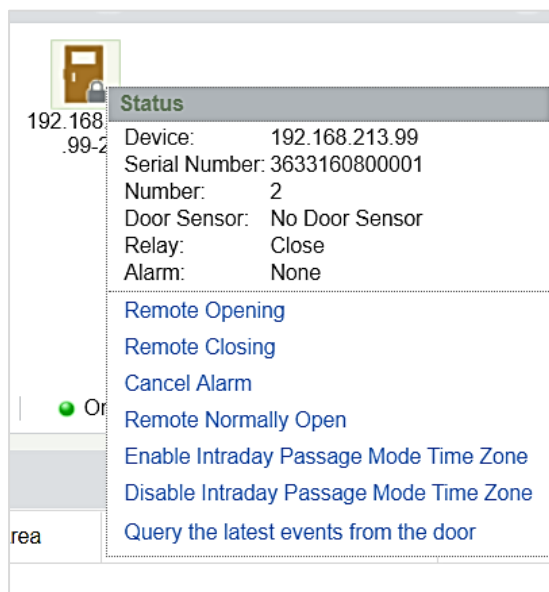 192.168
.99-2
Status
Device: 192.168.213.99
Serial Number: 3633160800001
Number: 2
Door Sensor: No Door Sensor
Relay: Close
Alarm: None
Remote Opening
Remote Closing
Cancel Alarm
Remote Normally Open
Enable Intraday Passage Mode Time Zone
Disable Intraday Passage Mode Time Zone
Query the latest events from the door
Or
rea